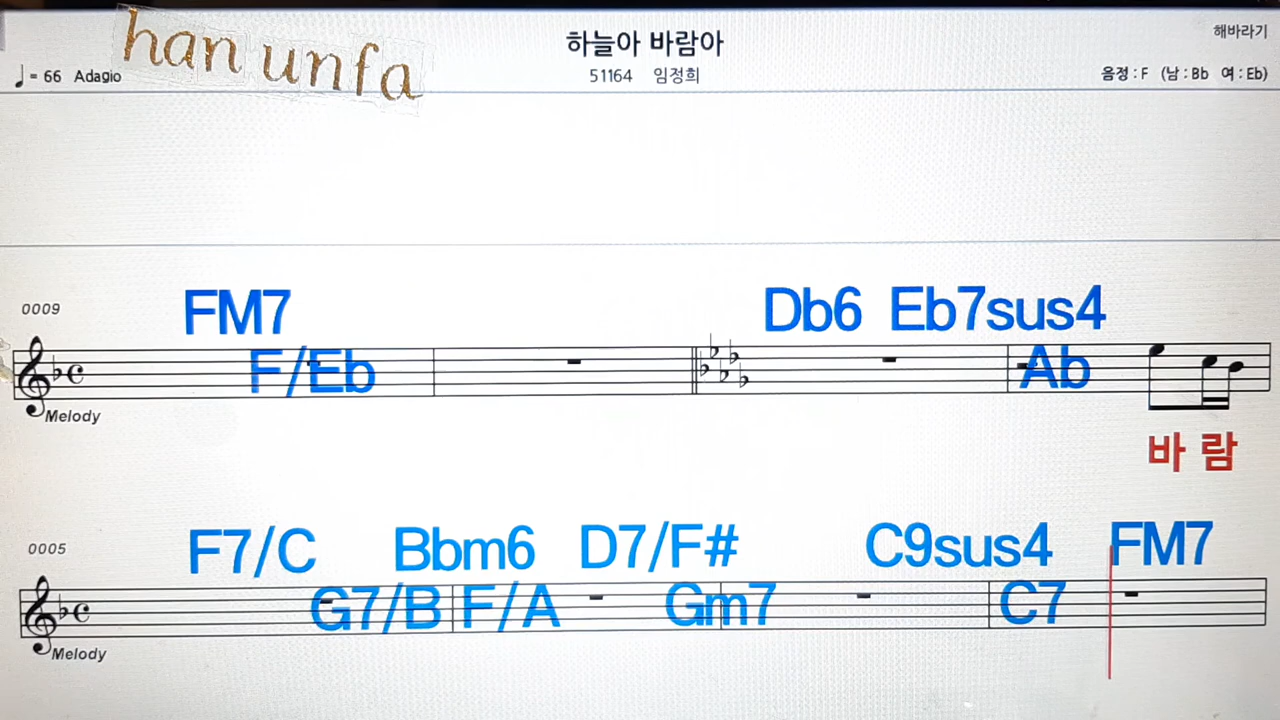 han unfa
하늘아 바람아
해바라기
♩= 66 Adagio
51164 임정희
음정 : F (남 : Bb 여 : Eb)
0009
FM7 Db6 Eb7sus4
F/Eb Ab
Melody
바 람
0005
F7/C Bbm6 D7/F# C9sus4 FM7
G7/B F/A Gm7 C7
Melody